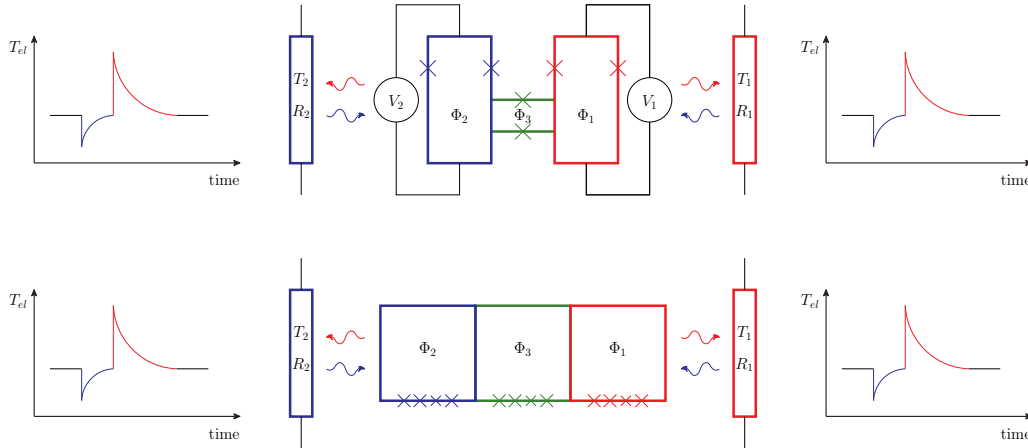 T_el
time
T_2
R_2
V_2
Φ_2
Φ_3
Φ_1
V_1
T_1
R_1
T_el
time
T_el
time
T_2
R_2
Φ_2
Φ_3
Φ_1
T_1
R_1
T_el
time